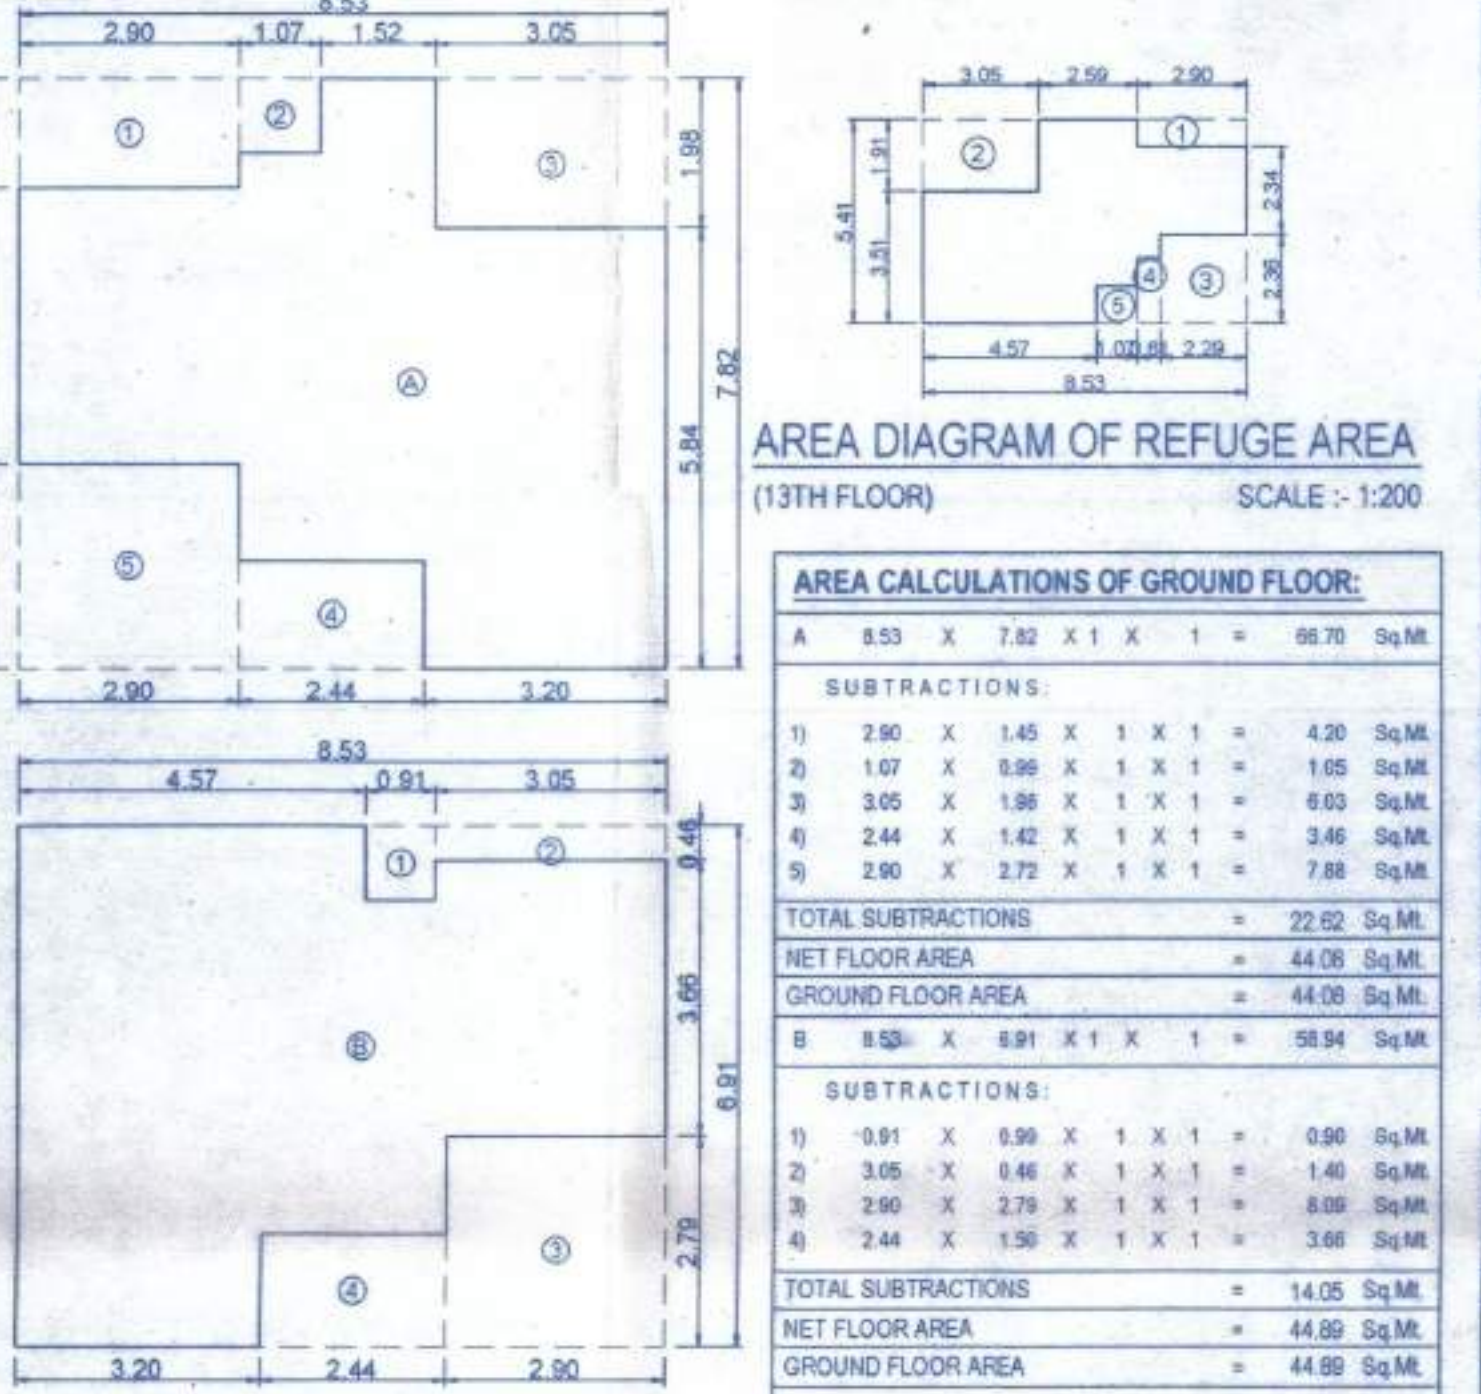 8.53
2.90 1.07 1.52 3.05
1 2 3
1.98
7.82
A
5.84
5 4
2.90 2.44 3.20
8.53
4.57 0.91 3.05
0.46
1 2
3.66
6.91
B
2.79
3
4
3.20 2.44 2.90
3.05 2.59 2.90
1
2
1.91
5.41
2.34
3.51
4 3
2.36
5
4.57 1.07 2.29
8.53
AREA DIAGRAM OF REFUGE AREA
(13TH FLOOR) SCALE :- 1:200
AREA CALCULATIONS OF GROUND FLOOR:
A 8.53 X 7.82 X 1 X 1 = 66.70 Sq.Mt.
SUBTRACTIONS:
1) 2.90 X 1.45 X 1 X 1 = 4.20 Sq.Mt.
2) 1.07 X 0.99 X 1 X 1 = 1.05 Sq.Mt.
3) 3.05 X 1.98 X 1 X 1 = 6.03 Sq.Mt.
4) 2.44 X 1.42 X 1 X 1 = 3.46 Sq.Mt.
5) 2.90 X 2.72 X 1 X 1 = 7.88 Sq.Mt.
TOTAL SUBTRACTIONS = 22.62 Sq.Mt.
NET FLOOR AREA = 44.08 Sq.Mt.
GROUND FLOOR AREA = 44.08 Sq.Mt.
B 8.53 X 6.91 X 1 X 1 = 58.94 Sq.Mt.
SUBTRACTIONS:
1) 0.91 X 0.99 X 1 X 1 = 0.90 Sq.Mt.
2) 3.05 X 0.46 X 1 X 1 = 1.40 Sq.Mt.
3) 2.90 X 2.79 X 1 X 1 = 8.09 Sq.Mt.
4) 2.44 X 1.50 X 1 X 1 = 3.66 Sq.Mt.
TOTAL SUBTRACTIONS = 14.05 Sq.Mt.
NET FLOOR AREA = 44.89 Sq.Mt.
GROUND FLOOR AREA = 44.89 Sq.Mt.